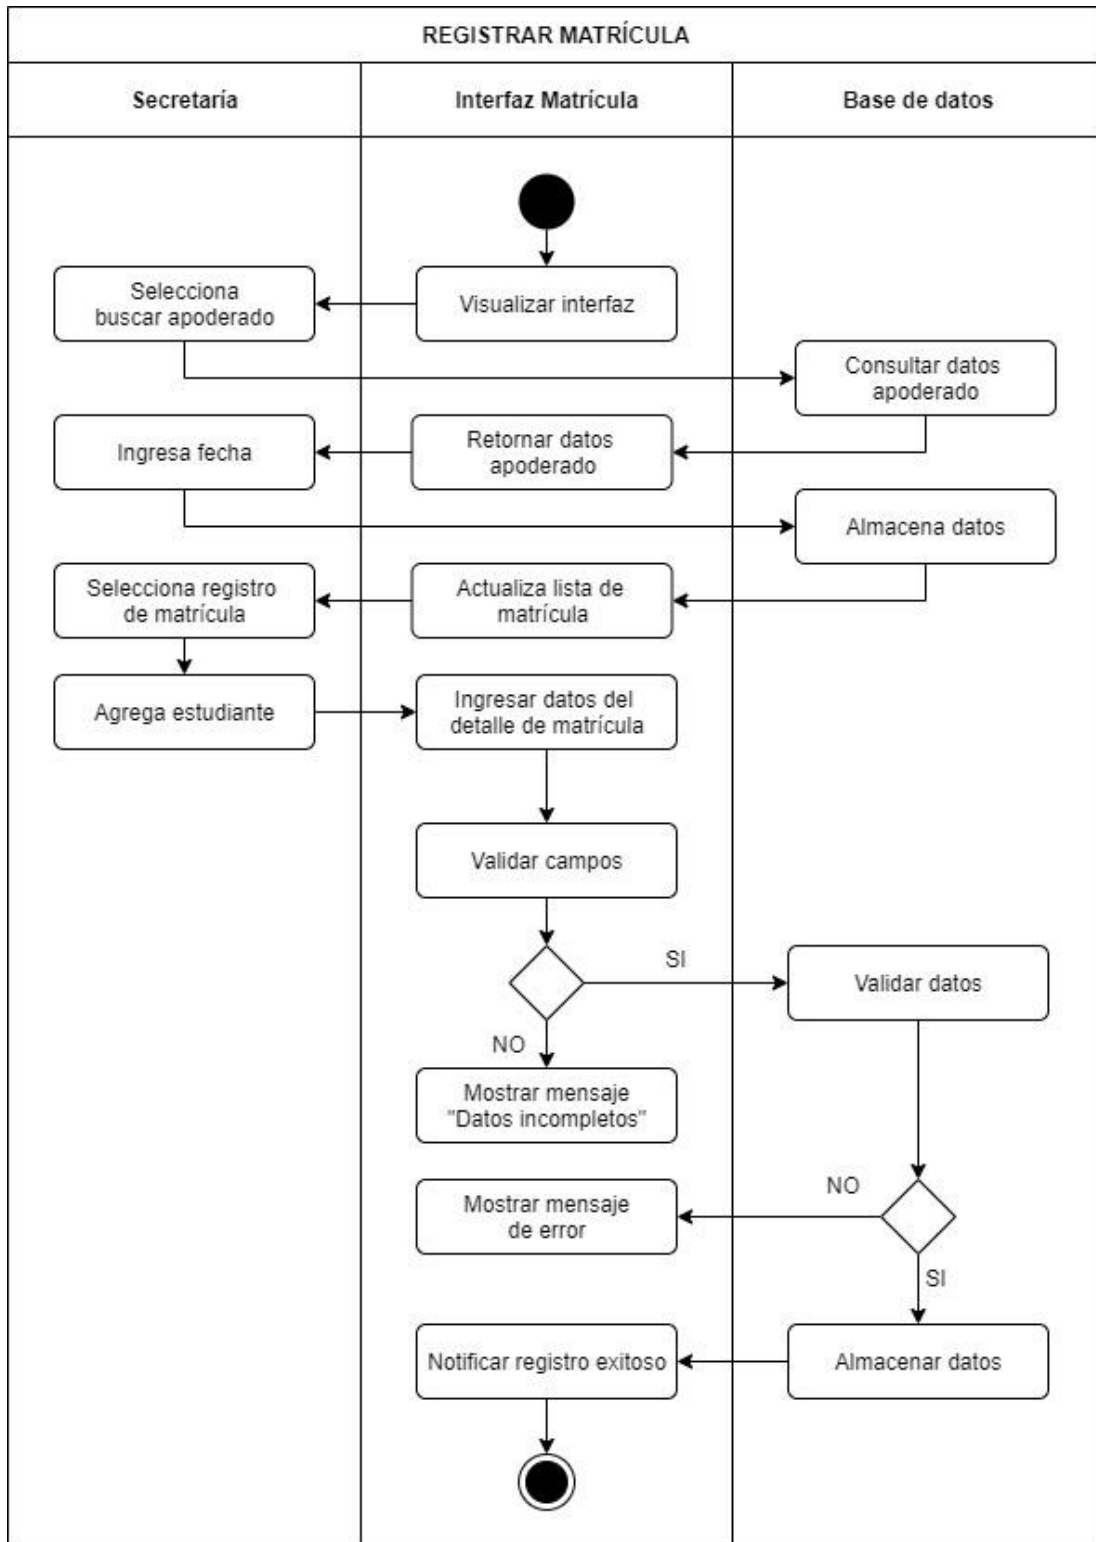 REGISTRAR MATRÍCULA
Secretaría
Interfaz Matrícula
Base de datos
Selecciona
buscar apoderado
Visualizar interfaz
Consultar datos
apoderado
Ingresa fecha
Retornar datos
apoderado
Almacena datos
Selecciona registro
de matrícula
Actualiza lista de
matrícula
Agrega estudiante
Ingresar datos del
detalle de matrícula
Validar campos
SI
Validar datos
NO
Mostrar mensaje
"Datos incompletos"
NO
Mostrar mensaje
de error
SI
Notificar registro exitoso
Almacenar datos